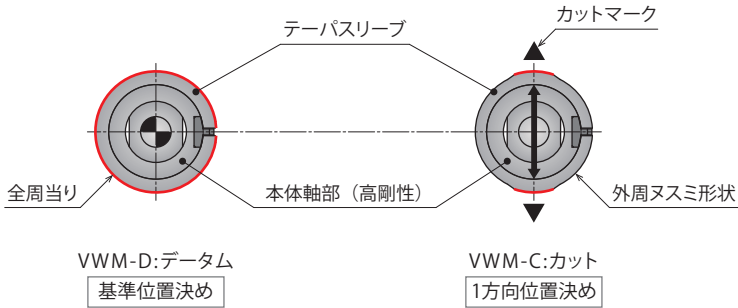 カットマーク
テーパスリーブ
全周当り
本体軸部（高剛性）
外周ヌスミ形状
VWM-D:データム
基準位置決め
VWM-C:カット
1方向位置決め